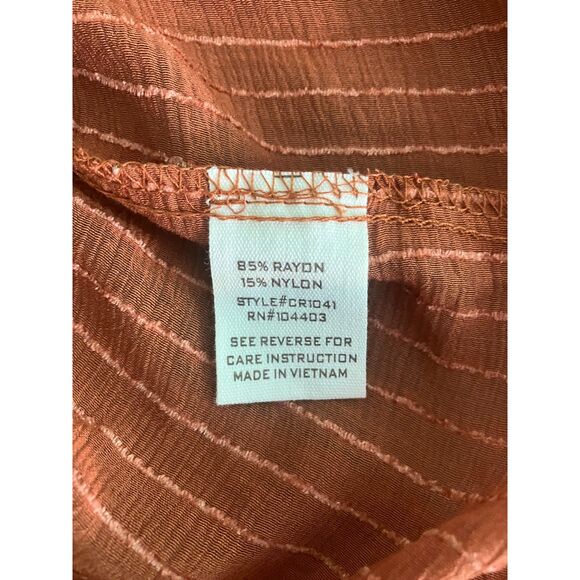 85% RAYON
15% NYLON
STYLE#CR1041
RN#104403
SEE REVERSE FOR
CARE INSTRUCTION
MADE IN VIETNAM